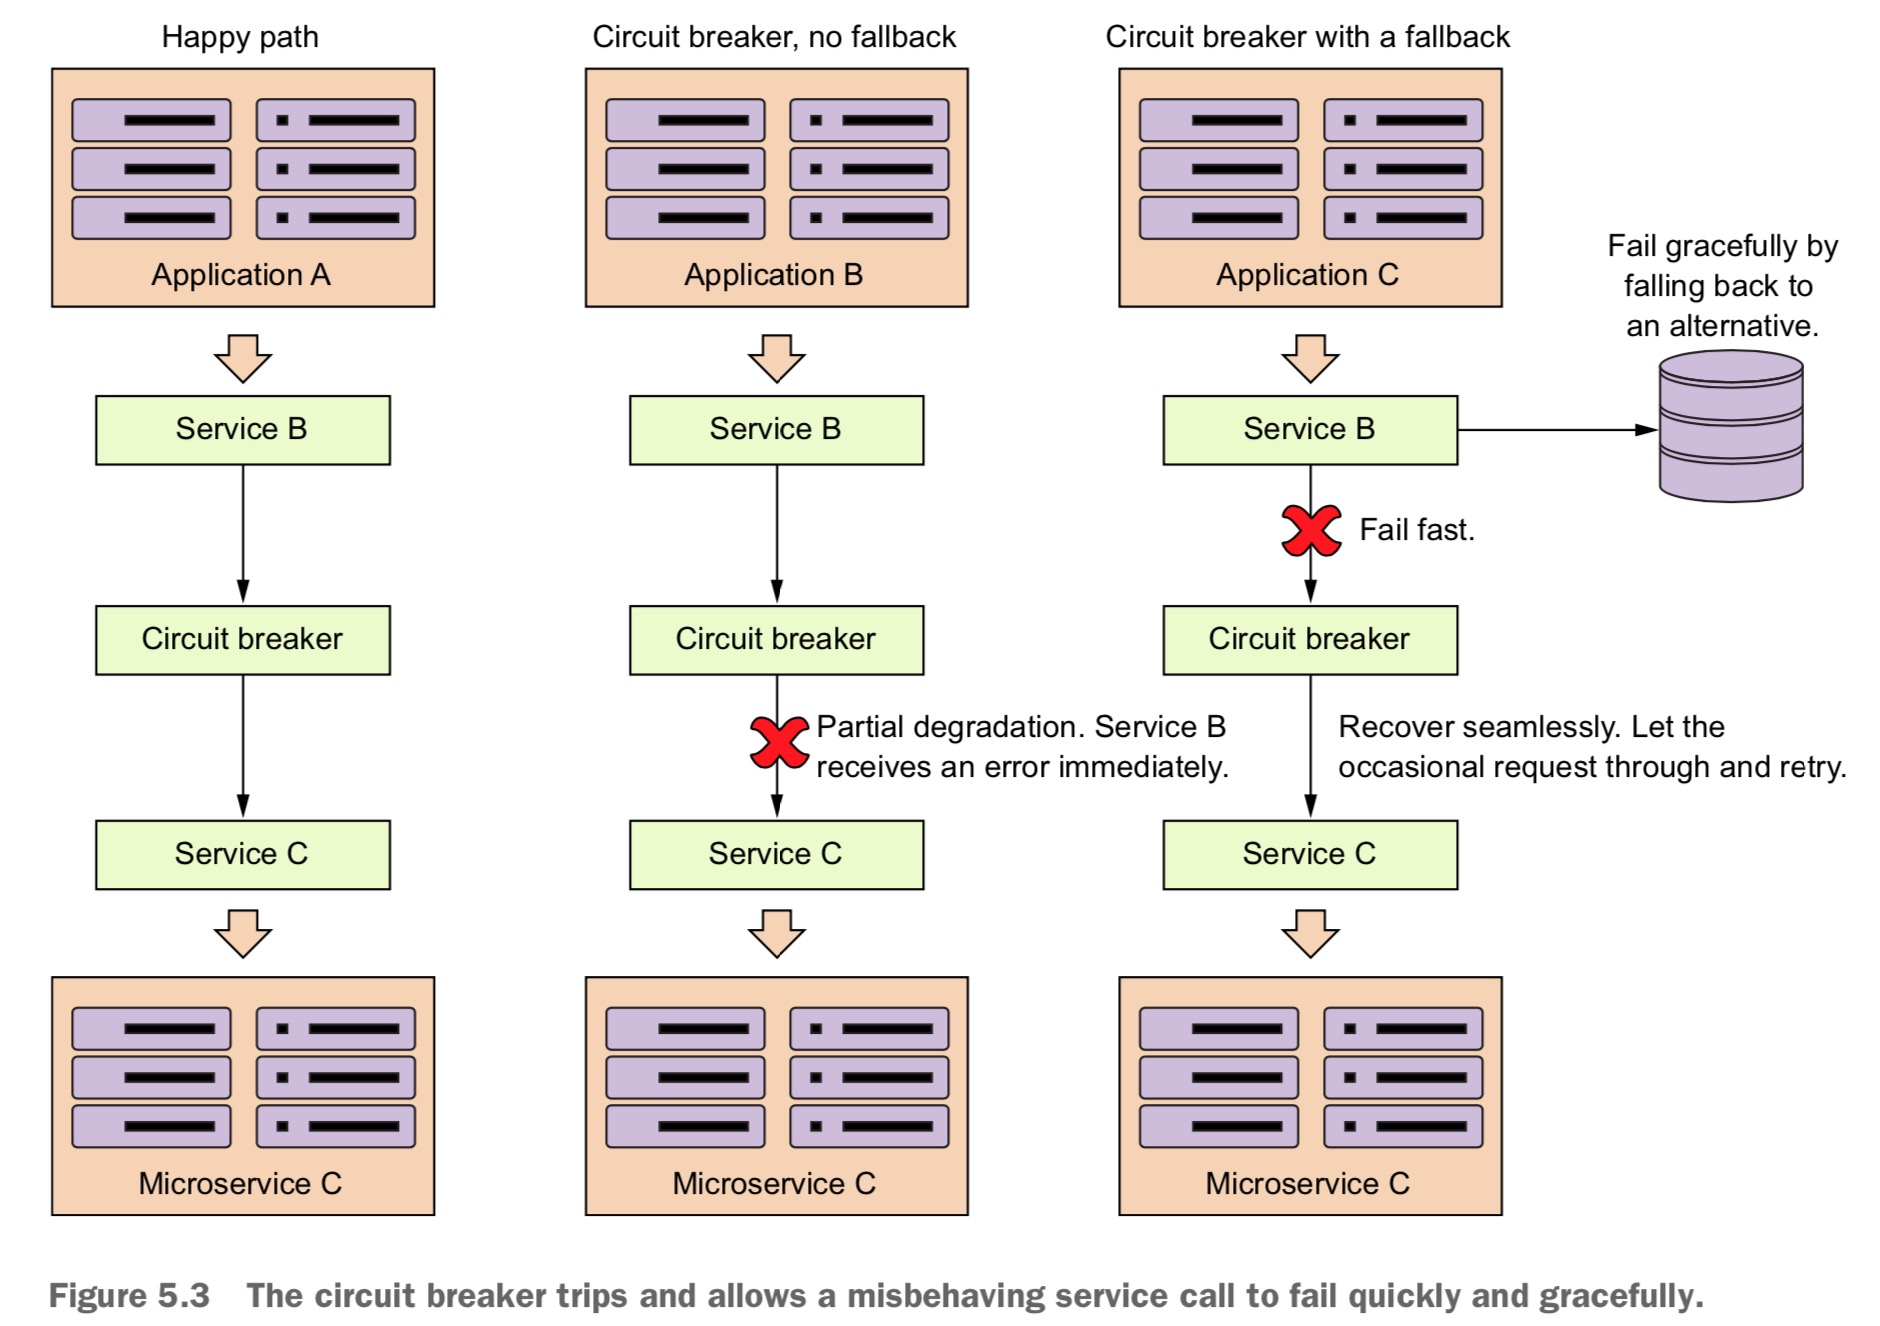 Happy path
Circuit breaker, no fallback
Circuit breaker with a fallback
Application A
Application B
Application C
Fail gracefully by
falling back to
an alternative.
Service B
Service B
Service B
Fail fast.
Circuit breaker
Circuit breaker
Circuit breaker
Partial degradation. Service B
receives an error immediately.
Recover seamlessly. Let the
occasional request through and retry.
Service C
Service C
Service C
Microservice C
Microservice C
Microservice C
Figure 5.3 The circuit breaker trips and allows a misbehaving service call to fail quickly and gracefully.